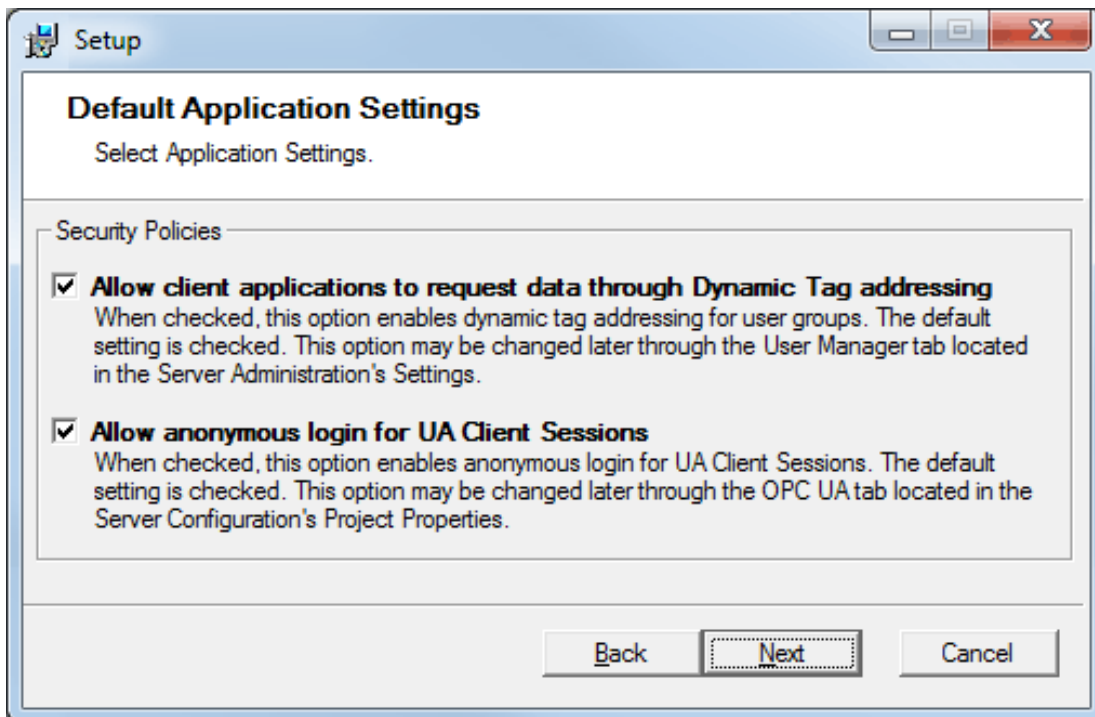 Setup
Default Application Settings
Select Application Settings.
Security Policies
Allow client applications to request data through Dynamic Tag addressing
When checked, this option enables dynamic tag addressing for user groups. The default
setting is checked. This option may be changed later through the User Manager tab located
in the Server Administration's Settings.
Allow anonymous login for UA Client Sessions
When checked, this option enables anonymous login for UA Client Sessions. The default
setting is checked. This option may be changed later through the OPC UA tab located in the
Server Configuration's Project Properties.
Back Next Cancel